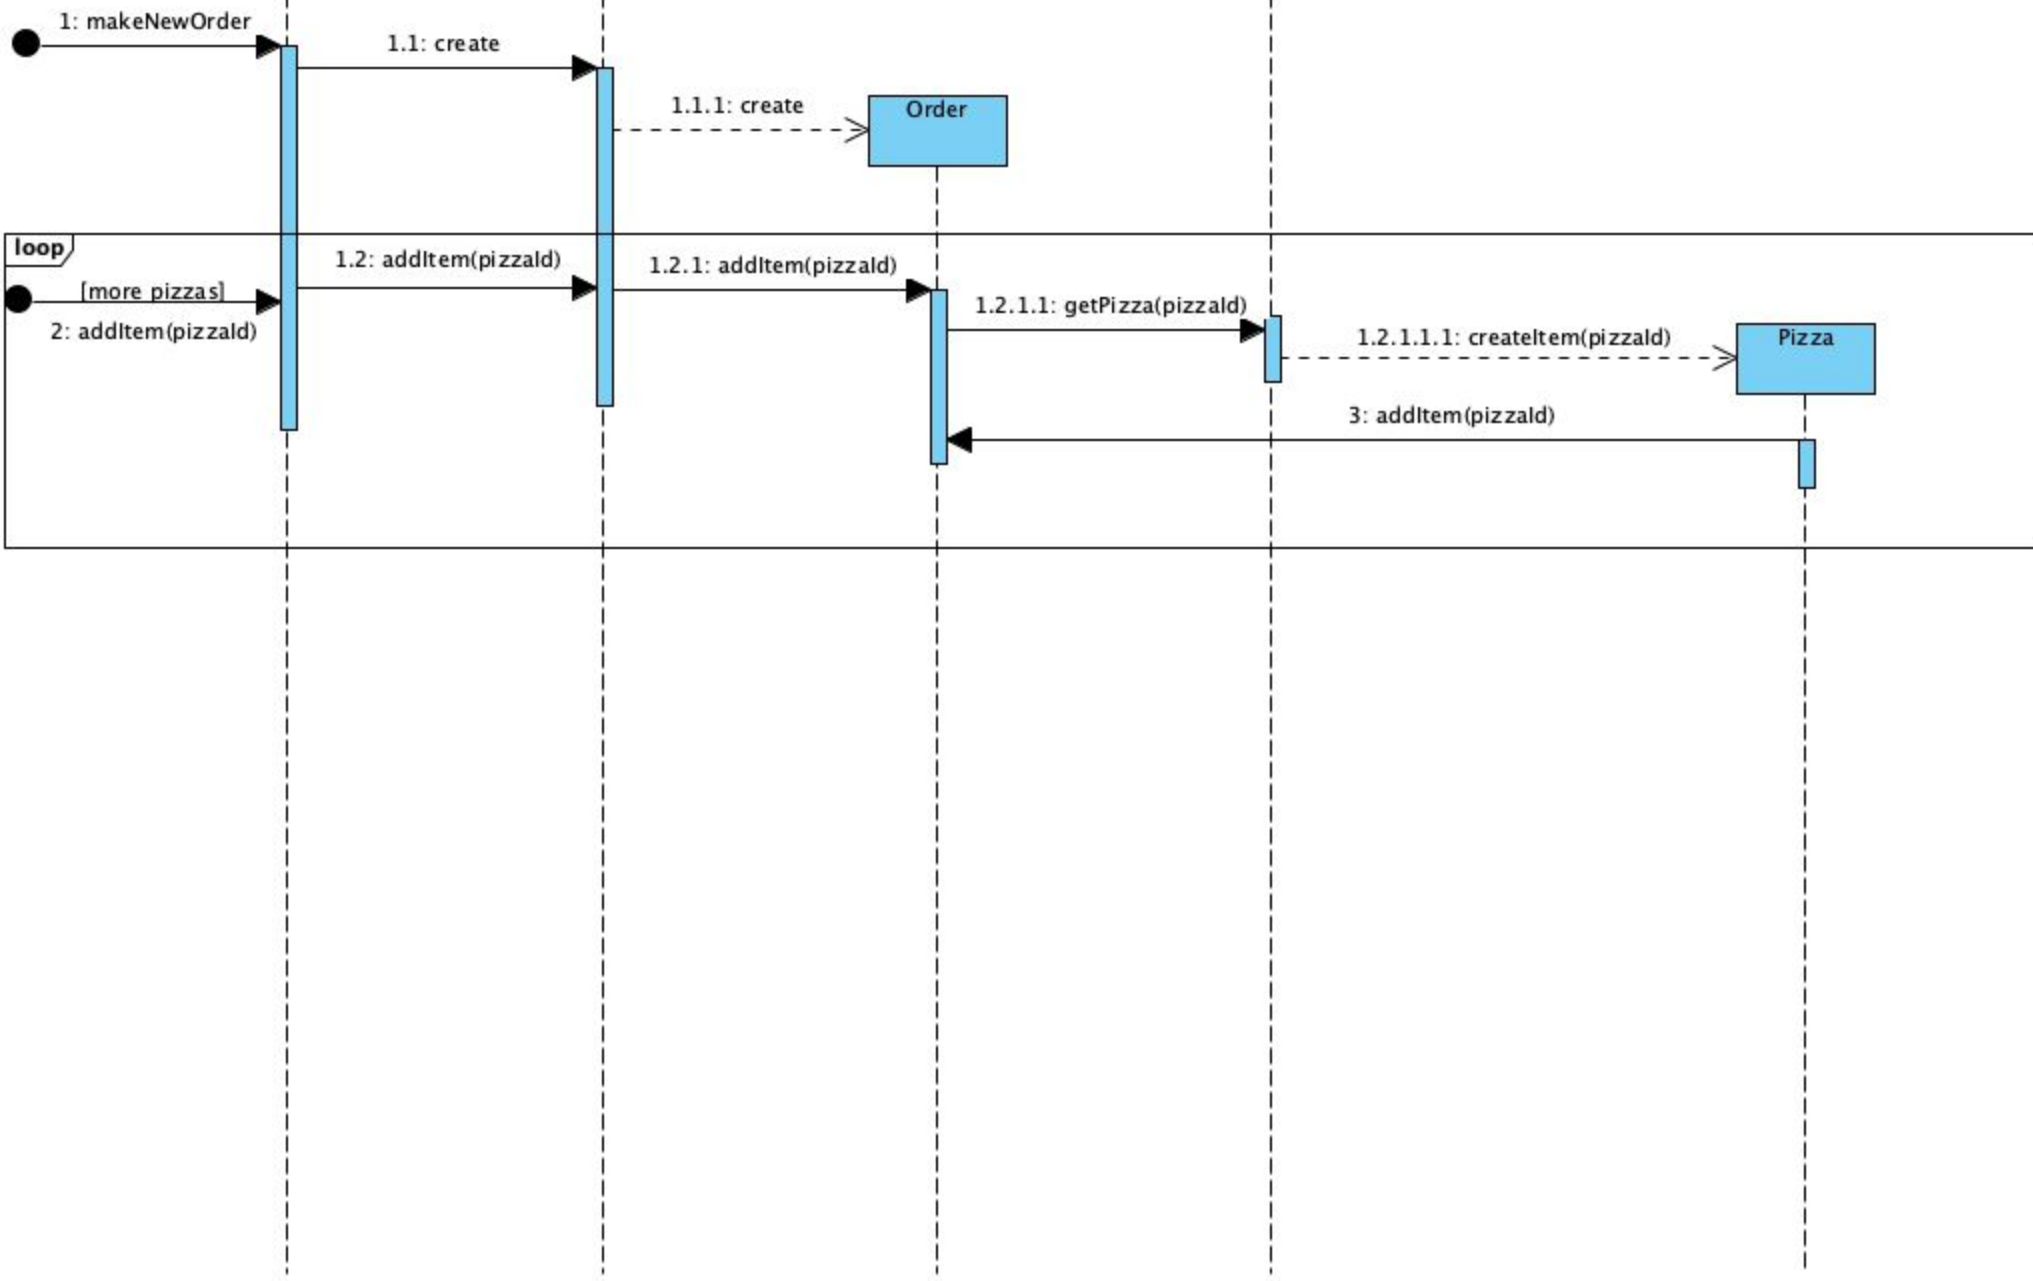 1: makeNewOrder
1.1: create
1.1.1: create
Order
loop
1.2: addItem(pizzaId)
1.2.1: addItem(pizzaId)
[more pizzas]
2: addItem(pizzaId)
1.2.1.1: getPizza(pizzaId)
1.2.1.1.1: createItem(pizzaId)
Pizza
3: addItem(pizzaId)